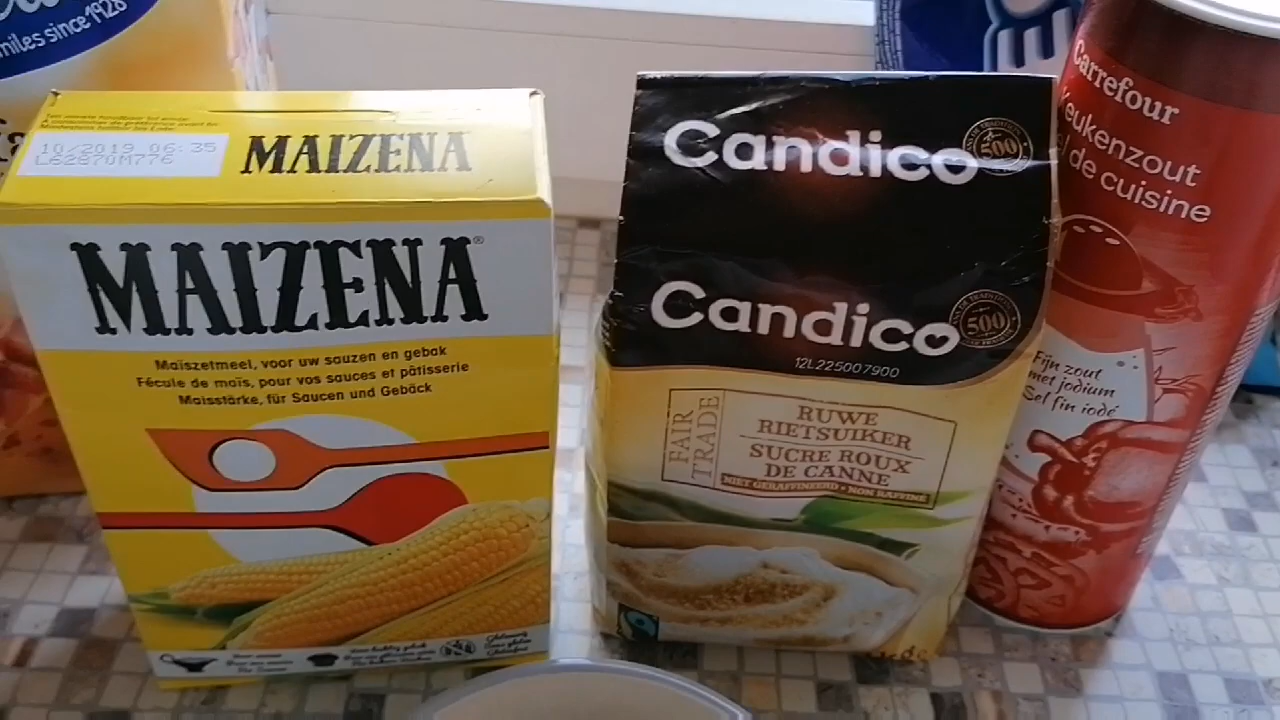 miles since 1928
10/2019 06:35
L62870M776
MAIZENA
MAIZENA®
Maïszetmeel, voor uw sauzen en gebak
Fécule de maïs, pour vos sauces et pâtisserie
Maisstärke, für Saucen und Gebäck
Candico
500
Candico
500
12L225007900
FAIR TRADE
RUWE
RIETSUIKER
SUCRE ROUX
DE CANNE
NIET GERAFFINEERD • NON RAFFINÉ
Carrefour
Keukenzout
el de cuisine
Fijn zout
met jodium
Sel fin iodé